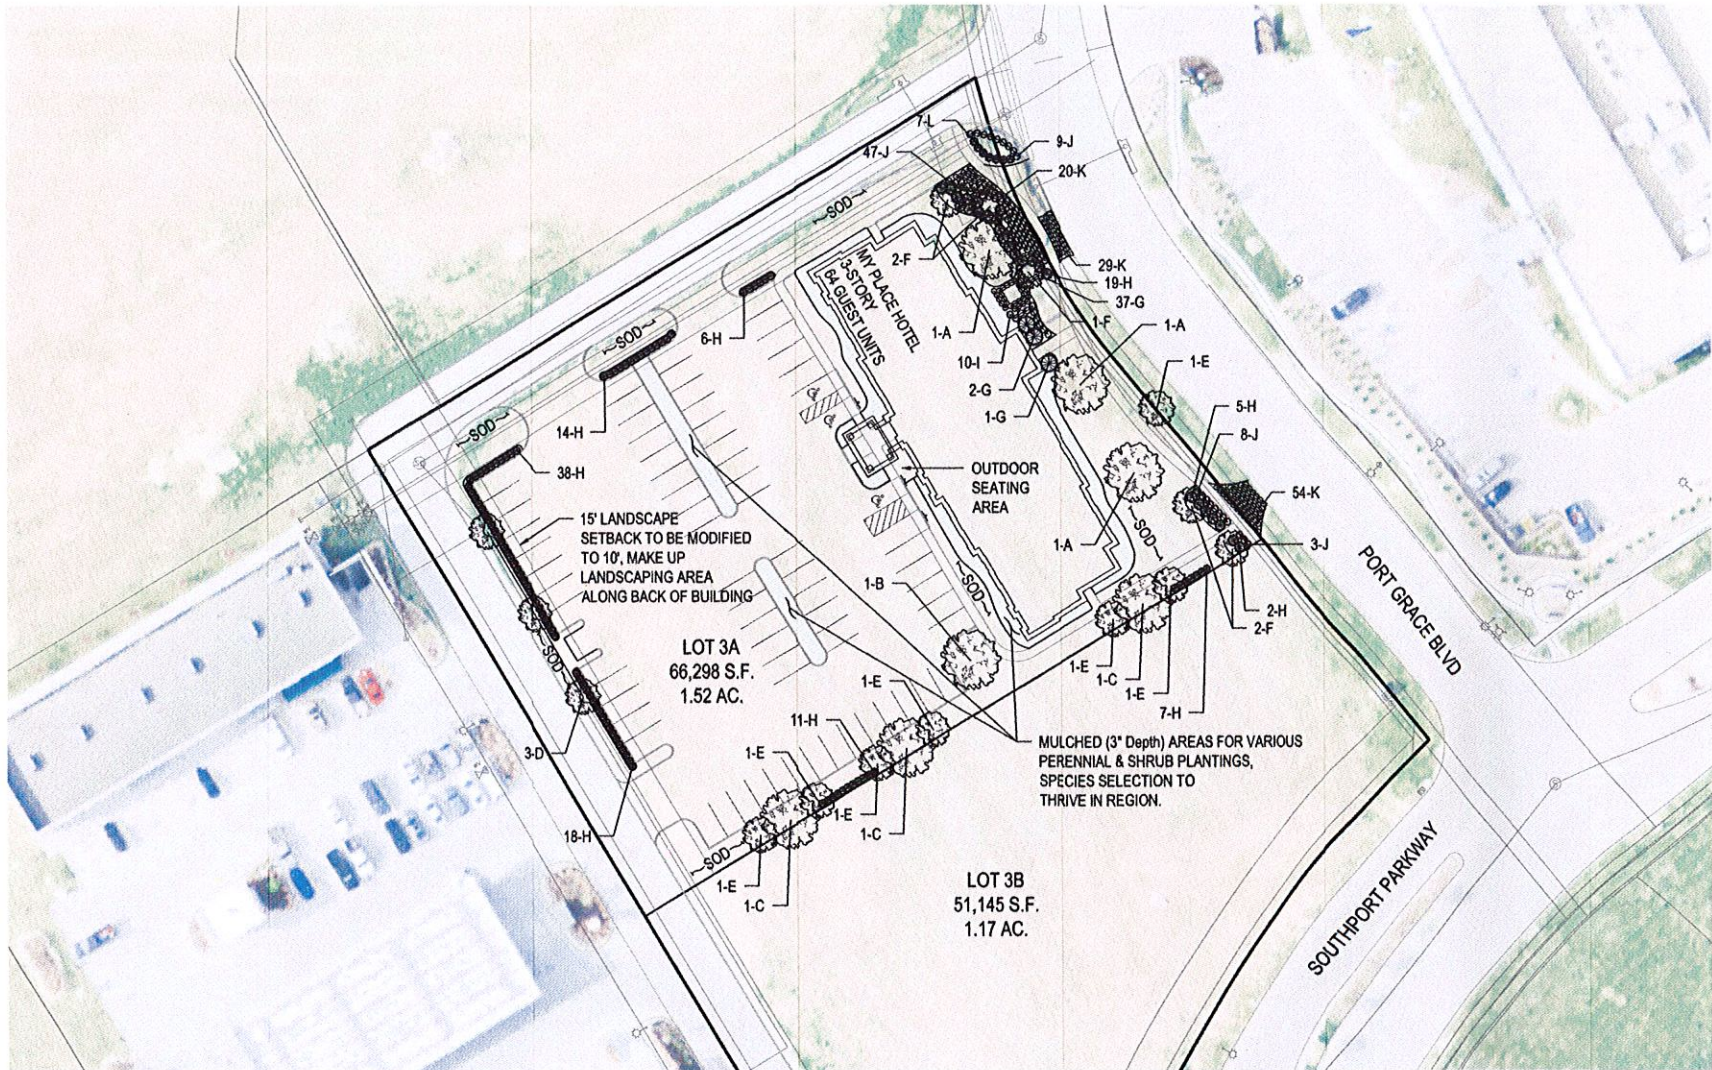 7-L
9-J
47-J
20-K
~SOD~
2-F
29-K
19-H
37-G
MY PLACE HOTEL
3-STORY
64 GUEST UNITS
1-A
1-F
1-A
6-H
~SOD~
10-I
2-G
1-E
1-G
5-H
8-J
14-H
~SOD~
38-H
OUTDOOR
SEATING
AREA
54-K
15' LANDSCAPE
SETBACK TO BE MODIFIED
TO 10', MAKE UP
LANDSCAPING AREA
ALONG BACK OF BUILDING
1-A
~SOD~
3-J
1-B
~SOD~
2-H
2-F
PORT GRACE BLVD
LOT 3A
66,298 S.F.
1.52 AC.
~SOD~
1-E
1-E
1-C
1-E
7-H
11-H
3-D
1-E
MULCHED (3" Depth) AREAS FOR VARIOUS
PERENNIAL & SHRUB PLANTINGS,
SPECIES SELECTION TO
THRIVE IN REGION.
18-H
1-E
1-C
~SOD~
1-E
1-C
LOT 3B
51,145 S.F.
1.17 AC.
SOUTHPORT PARKWAY